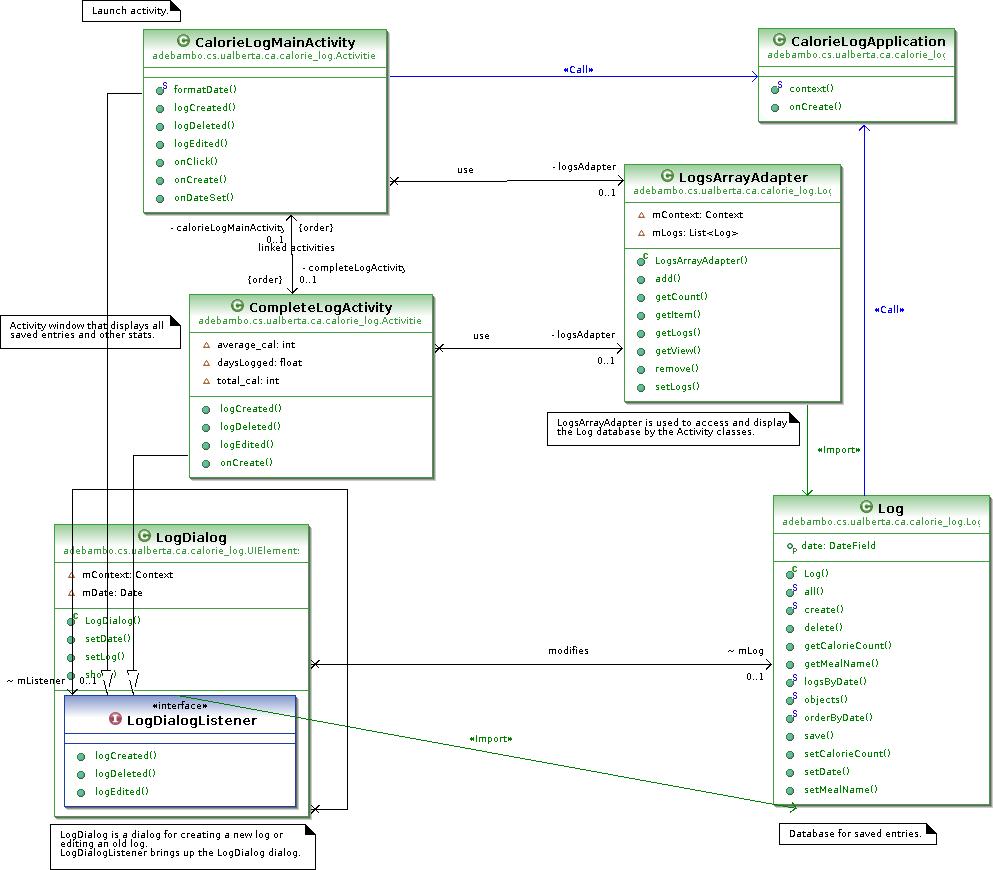 Launch activity.
CalorieLogMainActivity
adebambo.cs.ualberta.ca.calorie_log.Activitie
formatDate()
logCreated()
logDeleted()
logEdited()
onClick()
onCreate()
onDateSet()
«Call»
CalorieLogApplication
adebambo.cs.ualberta.ca.calorie_log
context()
onCreate()
use
- logsAdapter
0..1
LogsArrayAdapter
adebambo.cs.ualberta.ca.calorie_log.Log
mContext: Context
mLogs: List<Log>
LogsArrayAdapter()
add()
getCount()
getItem()
getLogs()
getView()
remove()
setLogs()
- calorieLogMainActivity
{order}
0..1
linked activities
- completeLogActivity
{order}
0..1
CompleteLogActivity
adebambo.cs.ualberta.ca.calorie_log.Activitie
average_cal: int
daysLogged: float
total_cal: int
logCreated()
logDeleted()
logEdited()
onCreate()
Activity window that displays all
saved entries and other stats.
use
- logsAdapter
0..1
«Call»
LogsArrayAdapter is used to access and display
the Log database by the Activity classes.
«Import»
LogDialog
adebambo.cs.ualberta.ca.calorie_log.UIElements
mContext: Context
mDate: Date
LogDialog()
setDate()
setLog()
~ mListener
0..1
«interface»
LogDialogListener
logCreated()
logDeleted()
logEdited()
modifies
~ mLog
0..1
«Import»
Log
adebambo.cs.ualberta.ca.calorie_log.Log
date: DateField
Log()
all()
create()
delete()
getCalorieCount()
getMealName()
logsByDate()
objects()
orderByDate()
save()
setCalorieCount()
setDate()
setMealName()
LogDialog is a dialog for creating a new log or
editing an old log.
LogDialogListener brings up the LogDialog dialog.
Database for saved entries.